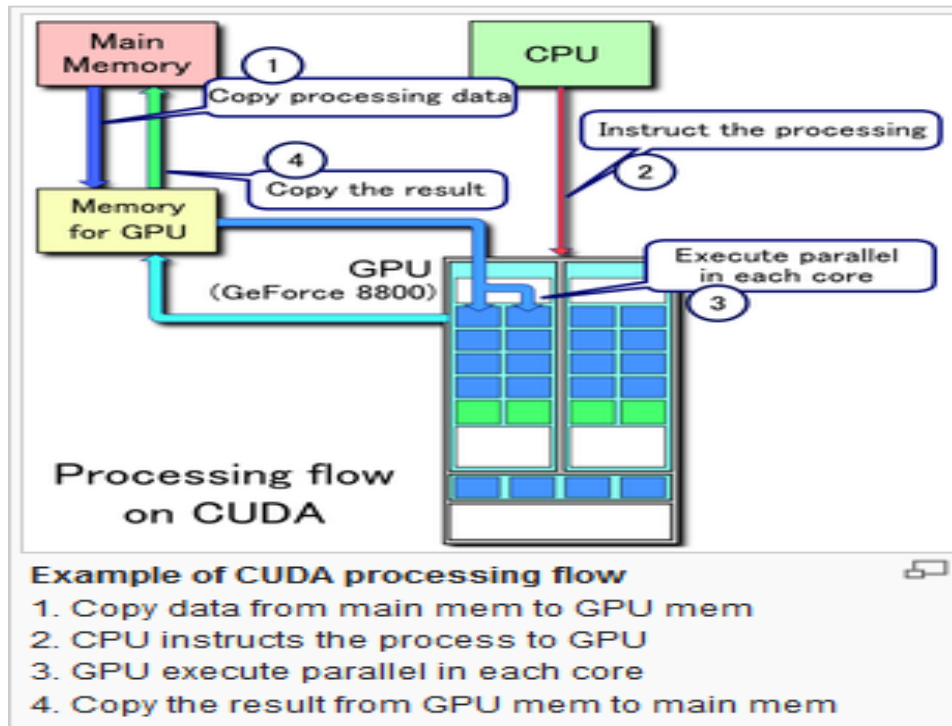 Main
Memory
CPU
1
Copy processing data
Instruct the processing
2
4
Copy the result
Memory
for GPU
GPU
(GeForce 8800)
Execute parallel
in each core
3
Processing flow
on CUDA
Example of CUDA processing flow
1. Copy data from main mem to GPU mem
2. CPU instructs the process to GPU
3. GPU execute parallel in each core
4. Copy the result from GPU mem to main mem